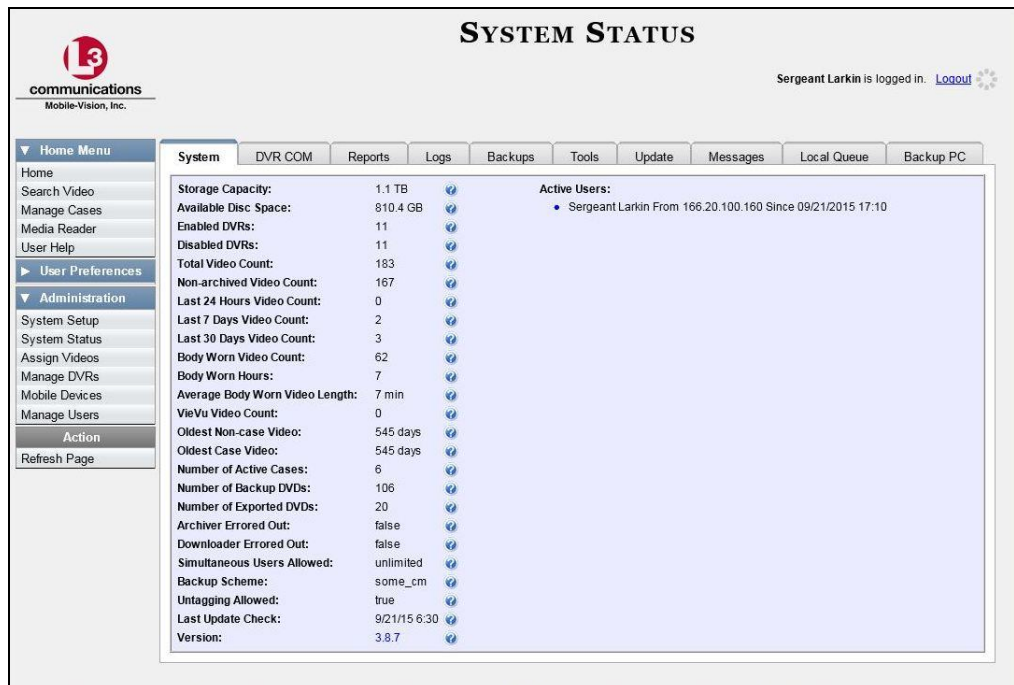 SYSTEM STATUS
L3
communications
Mobile-Vision, Inc.
Sergeant Larkin is logged in. Logout
▼ Home Menu
Home
Search Video
Manage Cases
Media Reader
User Help
▶ User Preferences
▼ Administration
System Setup
System Status
Assign Videos
Manage DVRs
Mobile Devices
Manage Users
Action
Refresh Page
System DVR COM Reports Logs Backups Tools Update Messages Local Queue Backup PC
Storage Capacity: 1.1 TB
Available Disc Space: 810.4 GB
Enabled DVRs: 11
Disabled DVRs: 11
Total Video Count: 183
Non-archived Video Count: 167
Last 24 Hours Video Count: 0
Last 7 Days Video Count: 2
Last 30 Days Video Count: 3
Body Worn Video Count: 62
Body Worn Hours: 7
Average Body Worn Video Length: 7 min
VieVu Video Count: 0
Oldest Non-case Video: 545 days
Oldest Case Video: 545 days
Number of Active Cases: 6
Number of Backup DVDs: 106
Number of Exported DVDs: 20
Archiver Errored Out: false
Downloader Errored Out: false
Simultaneous Users Allowed: unlimited
Backup Scheme: some_cm
Untagging Allowed: true
Last Update Check: 9/21/15 6:30
Version: 3.8.7
Active Users:
• Sergeant Larkin From 166.20.100.160 Since 09/21/2015 17:10